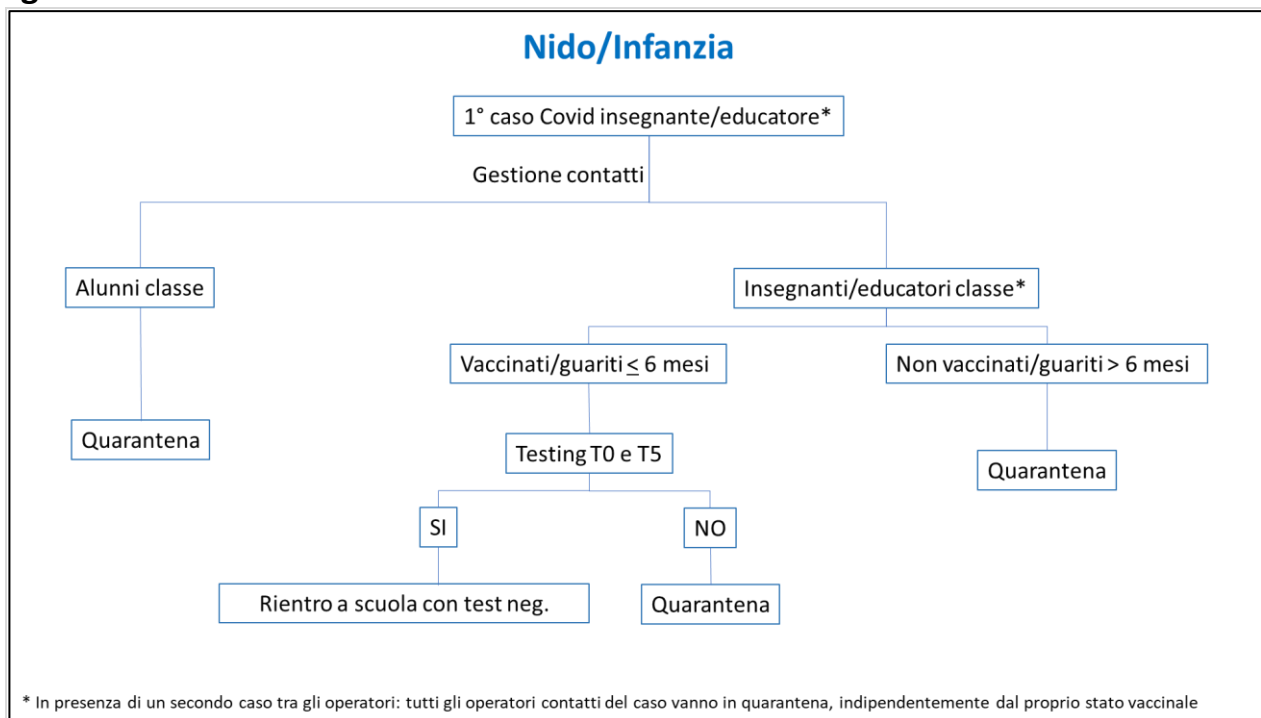 Nido/Infanzia
1° caso Covid insegnante/educatore*
Gestione contatti
Alunni classe
Insegnanti/educatori classe*
Vaccinati/guariti ≤ 6 mesi
Non vaccinati/guariti > 6 mesi
Quarantena
Testing T0 e T5
Quarantena
SI
NO
Rientro a scuola con test neg.
Quarantena
* In presenza di un secondo caso tra gli operatori: tutti gli operatori contatti del caso vanno in quarantena, indipendentemente dal proprio stato vaccinale